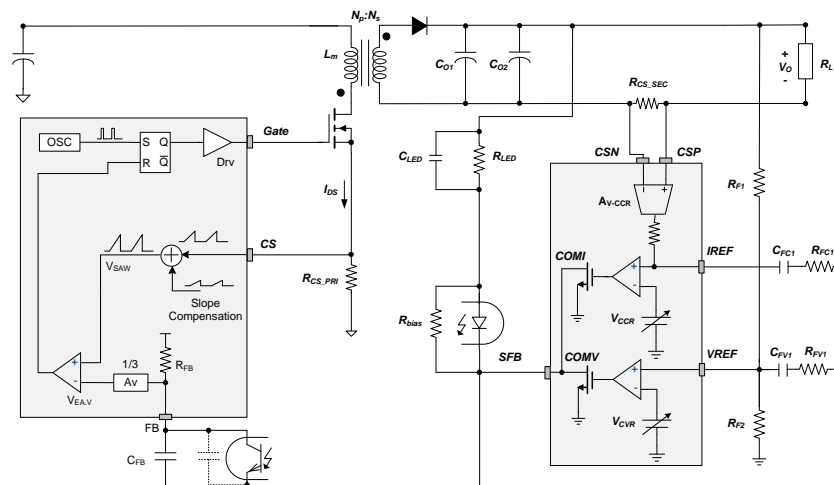 Np:Ns
Lm
CO1
CO2
RCS_SEC
+
VO
-
RL
OSC
S
Q
R
Q
Drv
Gate
CLED
RLED
CSN
CSP
-
+
AV-CCR
RF1
IDS
CS
VSAW
Slope
Compensation
RCS_PRI
COMI
+
-
IREF
CFC1
RFC1
VCCR
Rbias
SFB
COMV
+
-
VREF
CFV1
RFV1
VCVR
RF2
RFB
1/3
Av
+
-
VEA.V
FB
CFB